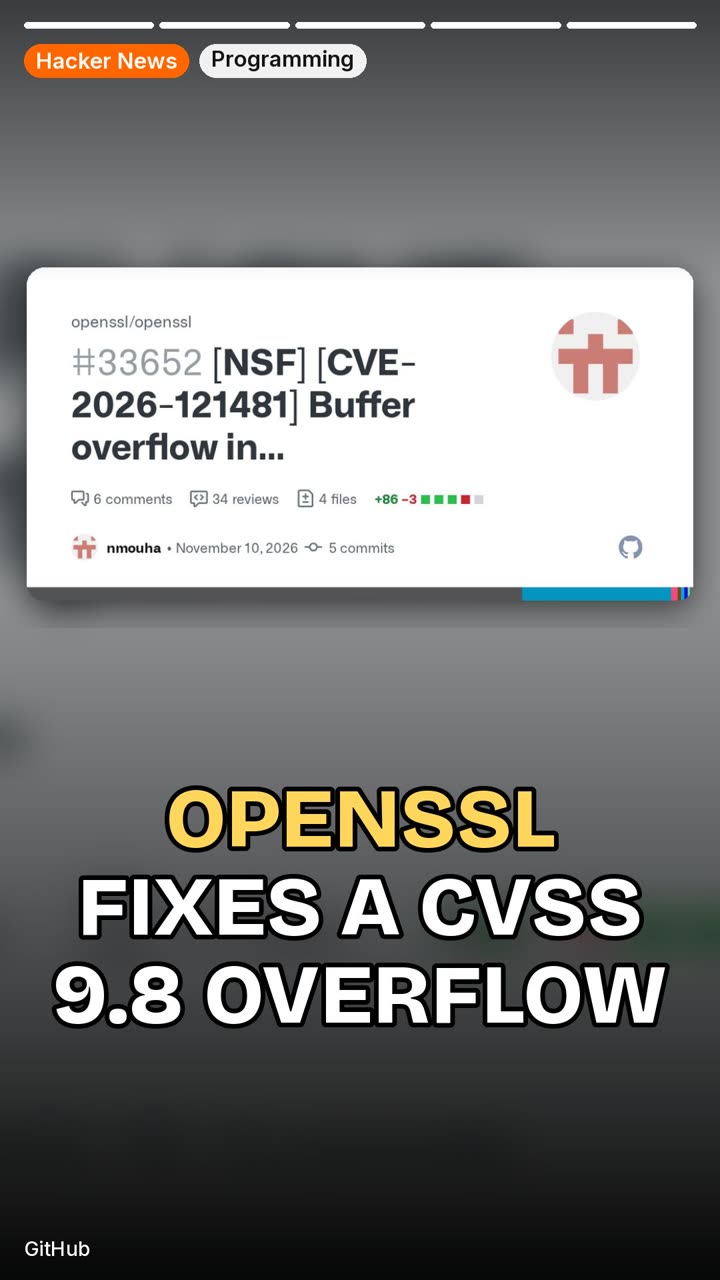 Hacker News
Programming
openssl/openssl
#33652 [NSF] [CVE-
2026-121481] Buffer
overflow in...
6 comments 34 reviews 4 files +86 −3
nmouha • November 10, 2026 5 commits
OPENSSL
FIXES A CVSS
9.8 OVERFLOW
GitHub